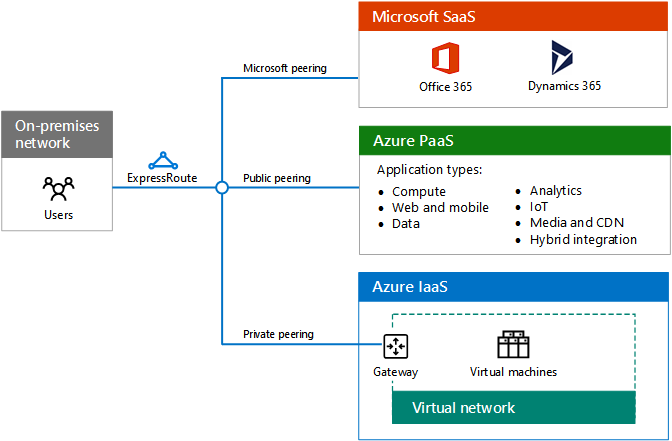 Microsoft SaaS
Office 365
Dynamics 365
Microsoft peering
On-premises
network
Users
ExpressRoute
Public peering
Azure PaaS
Application types:
• Compute
• Web and mobile
• Data
• Analytics
• IoT
• Media and CDN
• Hybrid integration
Azure IaaS
Private peering
Gateway
Virtual machines
Virtual network